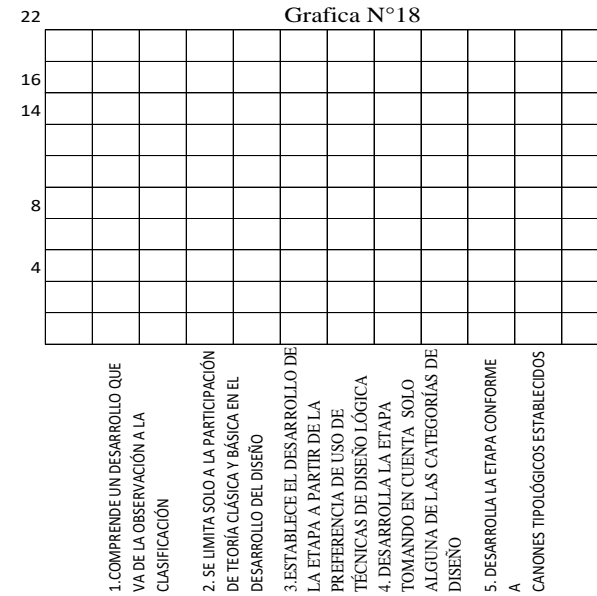 Grafica N°18
22
16
14
8
4
1.COMPRENDE UN DESARROLLO QUE
VA DE LA OBSERVACIÓN A LA
CLASIFICACIÓN
2. SE LIMITA SOLO A LA PARTICIPACIÓN
DE TEORÍA CLÁSICA Y BÁSICA EN EL
DESARROLLO DEL DISEÑO
3.ESTABLECE EL DESARROLLO DE
LA ETAPA A PARTIR DE LA
PREFERENCIA DE USO DE
TÉCNICAS DE DISEÑO LÓGICA
4. DESARROLLA LA ETAPA
TOMANDO EN CUENTA SOLO
ALGUNA DE LAS CATEGORÍAS DE
DISEÑO
5. DESARROLLA LA ETAPA CONFORME
A
CANONES TIPOLÓGICOS ESTABLECIDOS